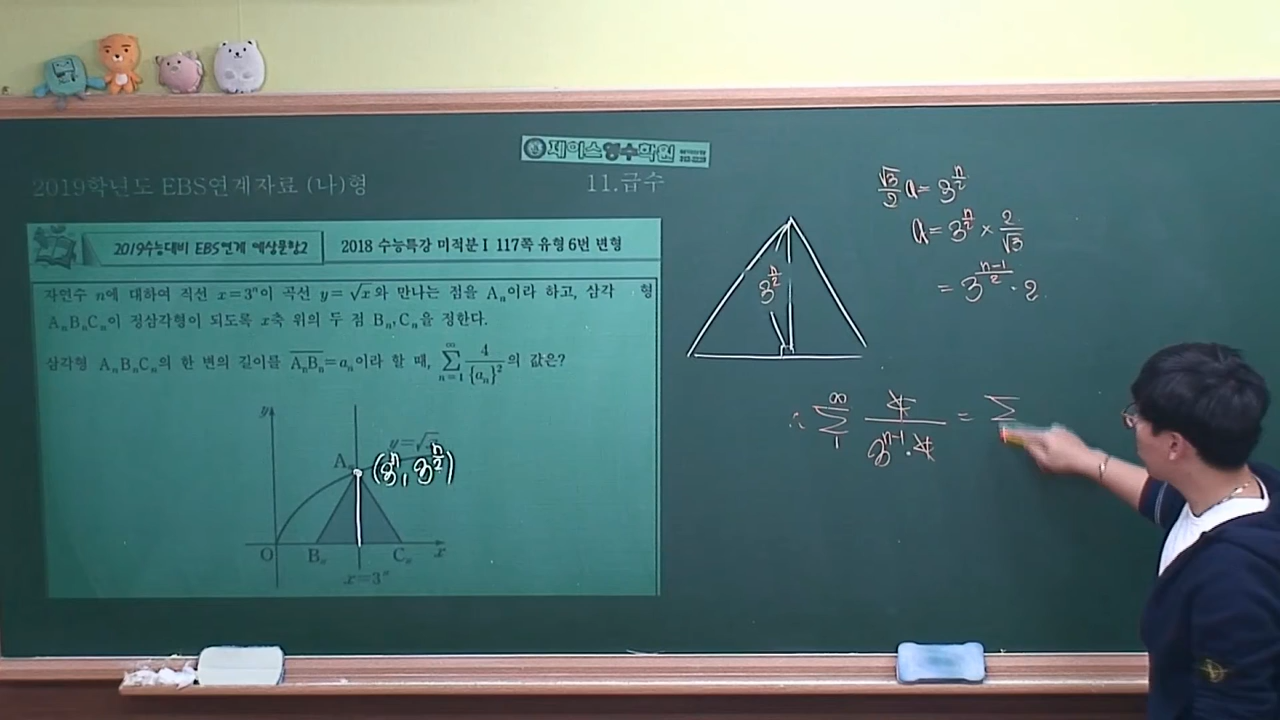 제이스영수학원
2019학년도 EBS연계자료 (나)형
11.급수
2019수능대비 EBS연계 예상문항2
2018 수능특강 미적분Ⅰ 117쪽 유형 6번 변형
자연수 n에 대하여 직선 x=3ⁿ이 곡선 y=√x와 만나는 점을 Aₙ이라 하고, 삼각 형
AₙBₙCₙ이 정삼각형이 되도록 x축 위의 두 점 Bₙ, Cₙ을 정한다.
삼각형 AₙBₙCₙ의 한 변의 길이를 AₙBₙ=aₙ이라 할 때, ∑_{n=1}^{∞} 4/{aₙ}²의 값은?
y
y=√x
Aₙ
(3ⁿ, 3^{n/2})
O
Bₙ
Cₙ
x
x=3ⁿ
3^{n/2}
√3/2 a = 3^{n/2}
a = 3^{n/2} × 2/√3
= 3^{(n-1)/2} · 2
∴ ∑_{1}^{∞} 4/(3^{n-1}·4) = ∑